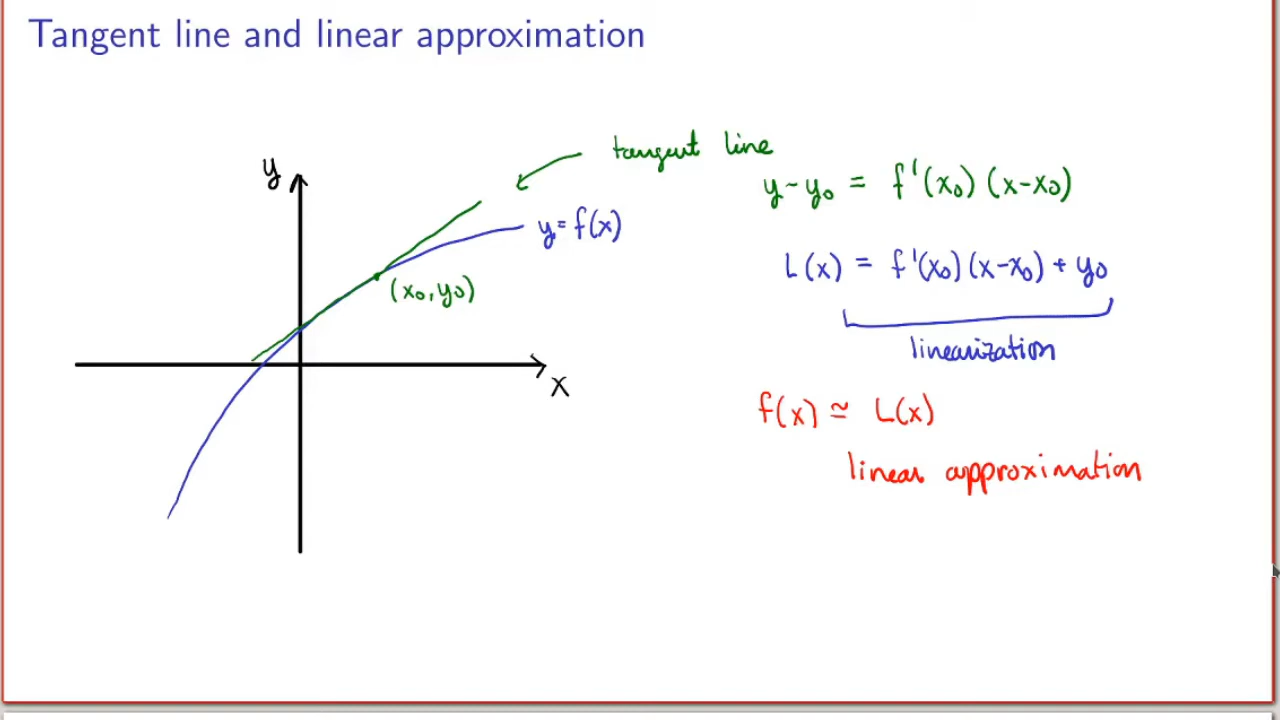 Tangent line and linear approximation
y
tangent line
y = f(x)
(x₀, y₀)
x
y - y₀ = f'(x₀) (x-x₀)
L(x) = f'(x₀) (x-x₀) + y₀
linearization
f(x) ≃ L(x)
linear approximation